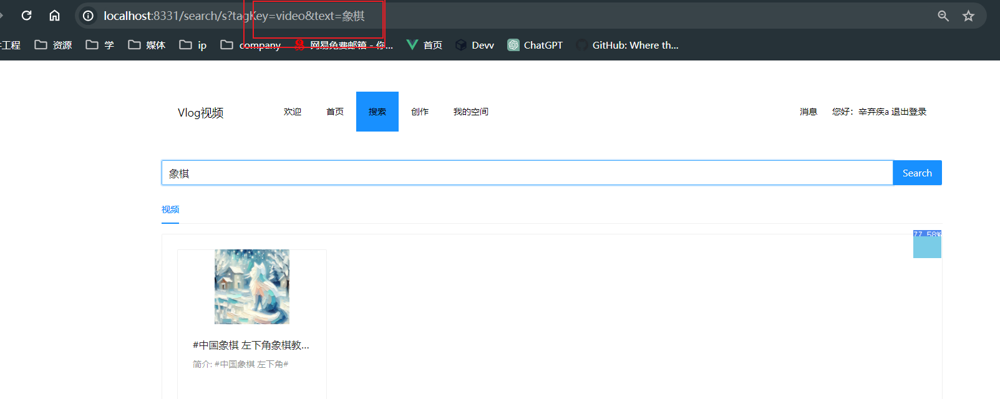 localhost:8331/search/s?tagKey=video&text=象棋
工程 资源 学 媒体 ip company 网易免费邮箱 - 你... 首页 Devv ChatGPT GitHub: Where th...
Vlog视频 欢迎 首页 搜索 创作 我的空间 消息 您好：辛弃疾a 退出登录
象棋 Search
视频
77.58%
#中国象棋 左下角象棋教...
简介: #中国象棋 左下角#